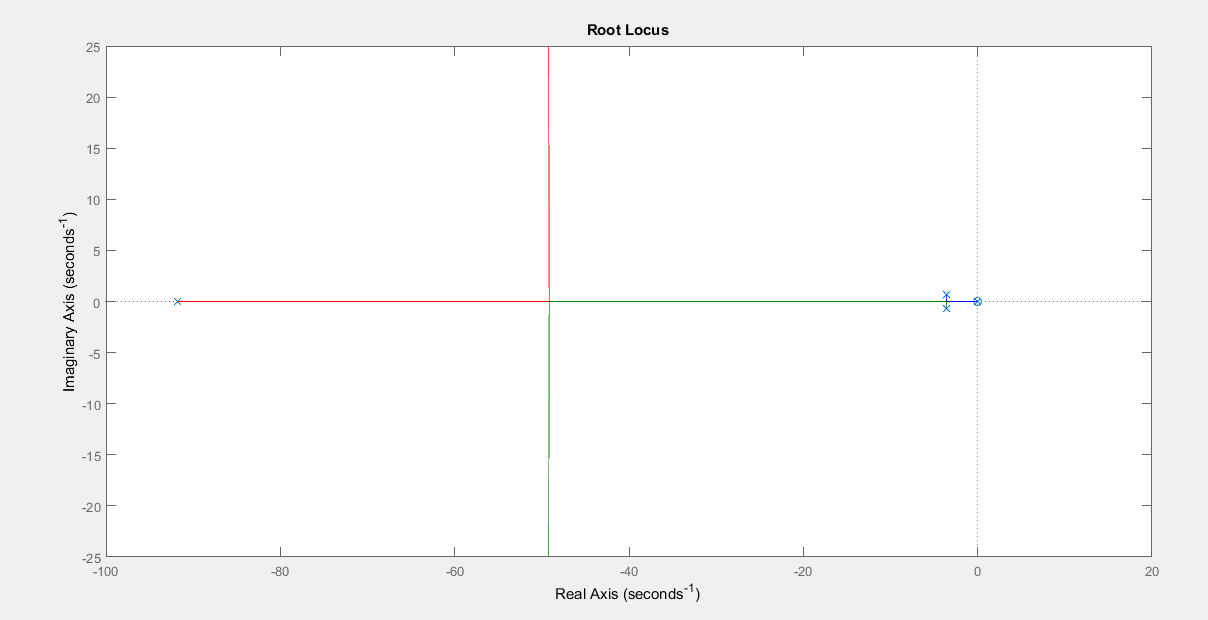 Root Locus
25
20
15
10
5
0
-5
-10
-15
-20
-25
Imaginary Axis (seconds⁻¹)
-100 -80 -60 -40 -20 0 20
Real Axis (seconds⁻¹)